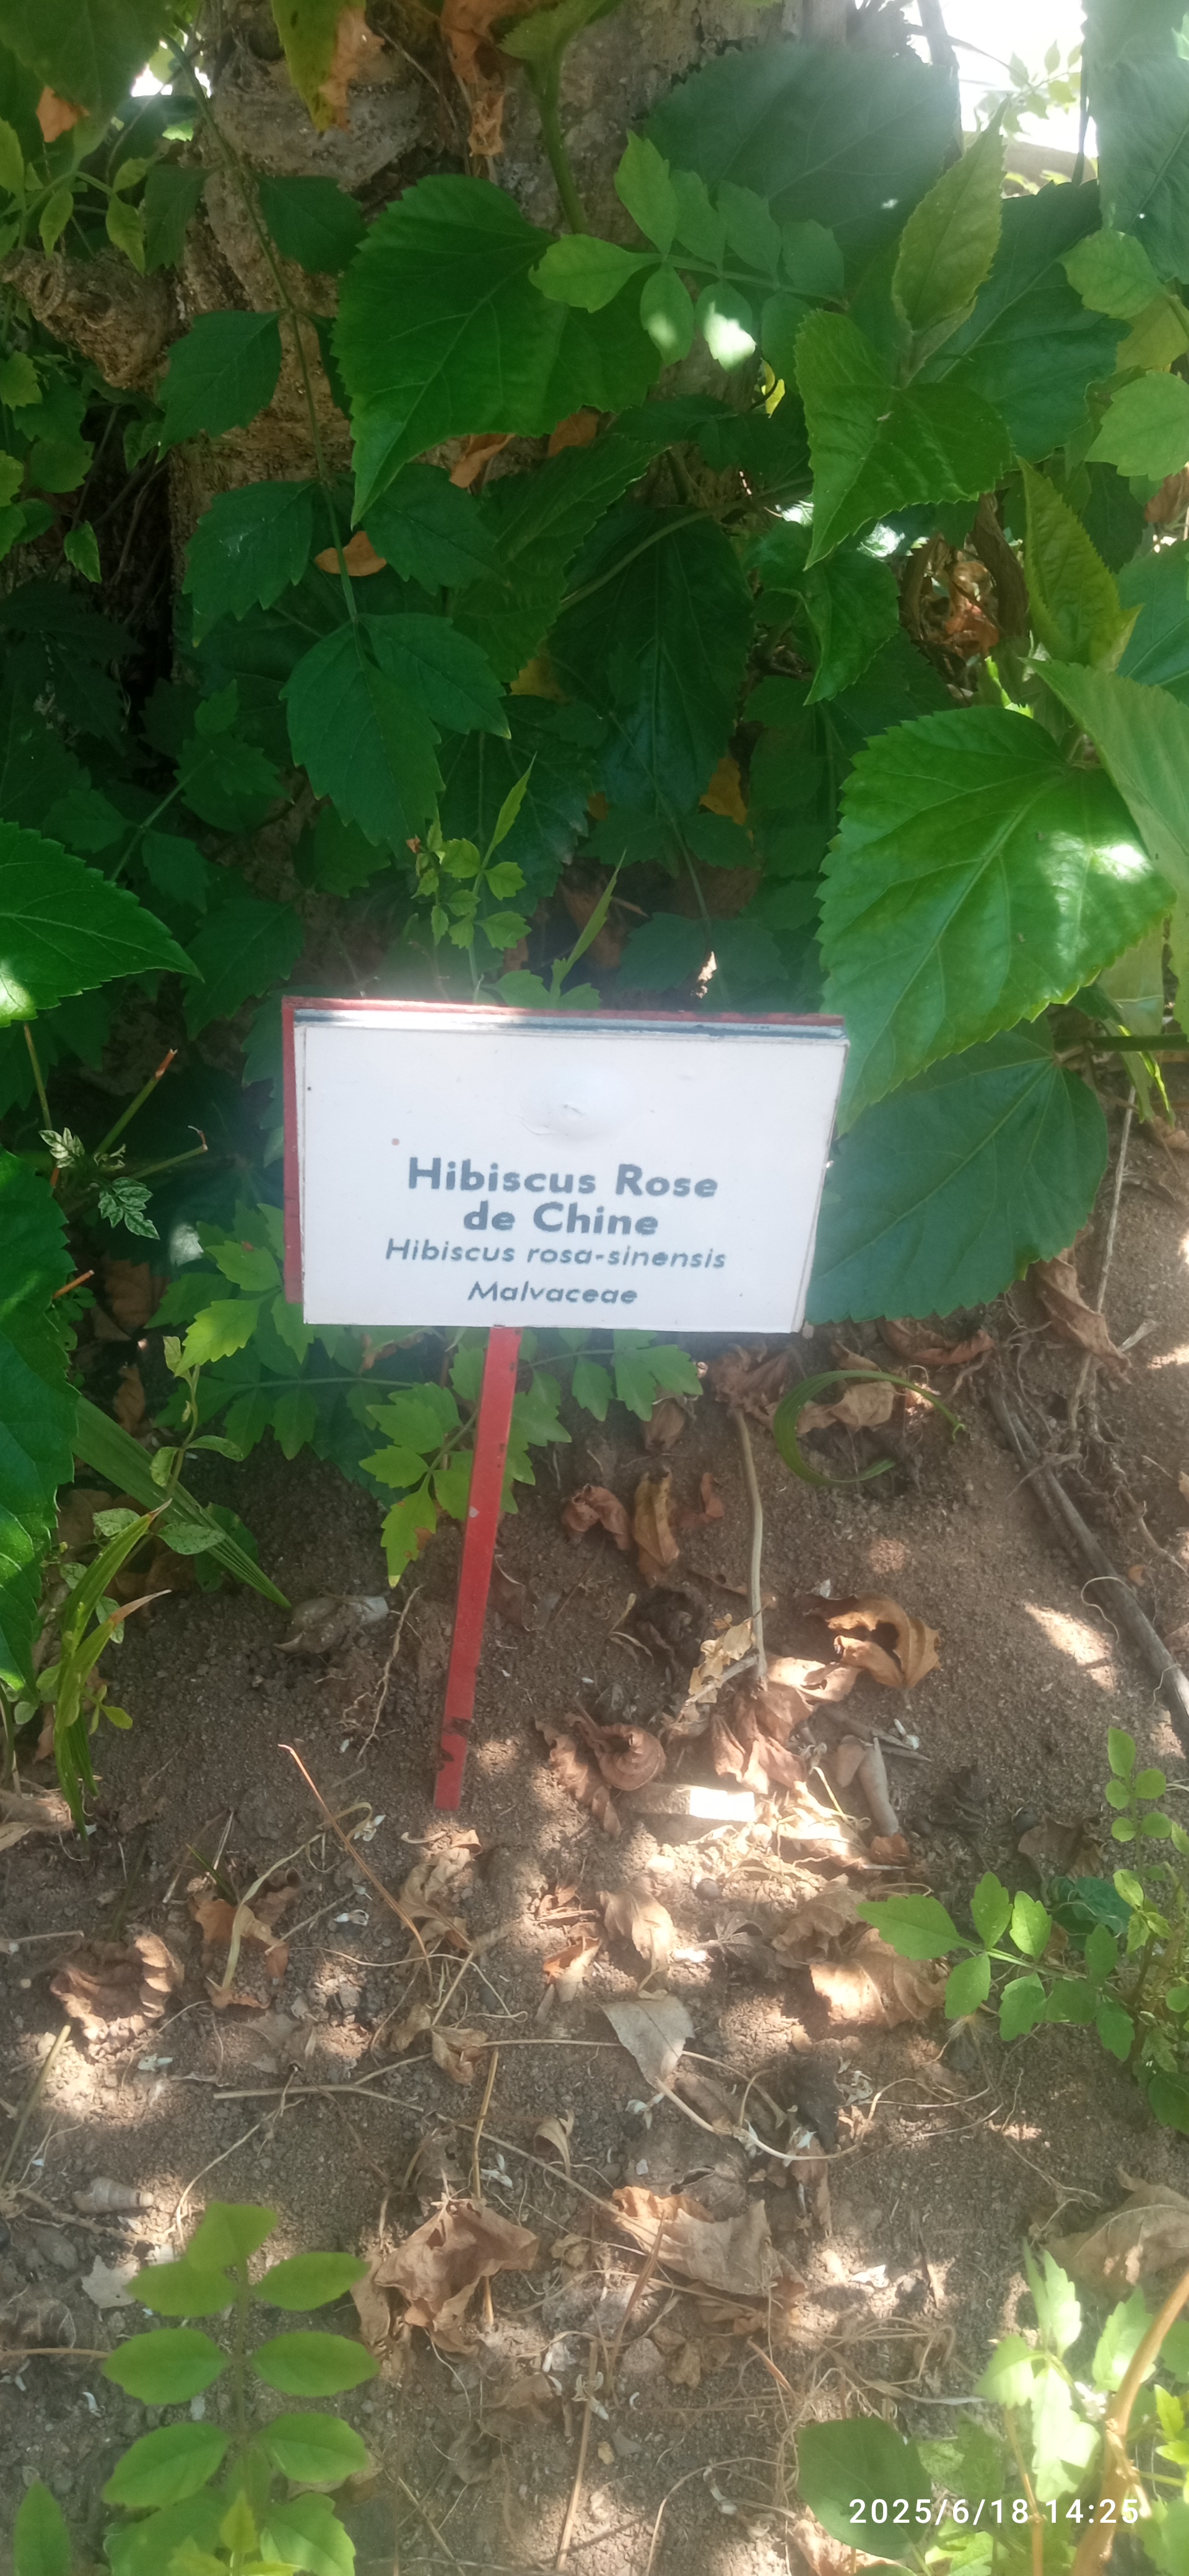 Hibiscus Rose
de Chine
Hibiscus rosa-sinensis
Malvaceae
2025/6/18 14:25